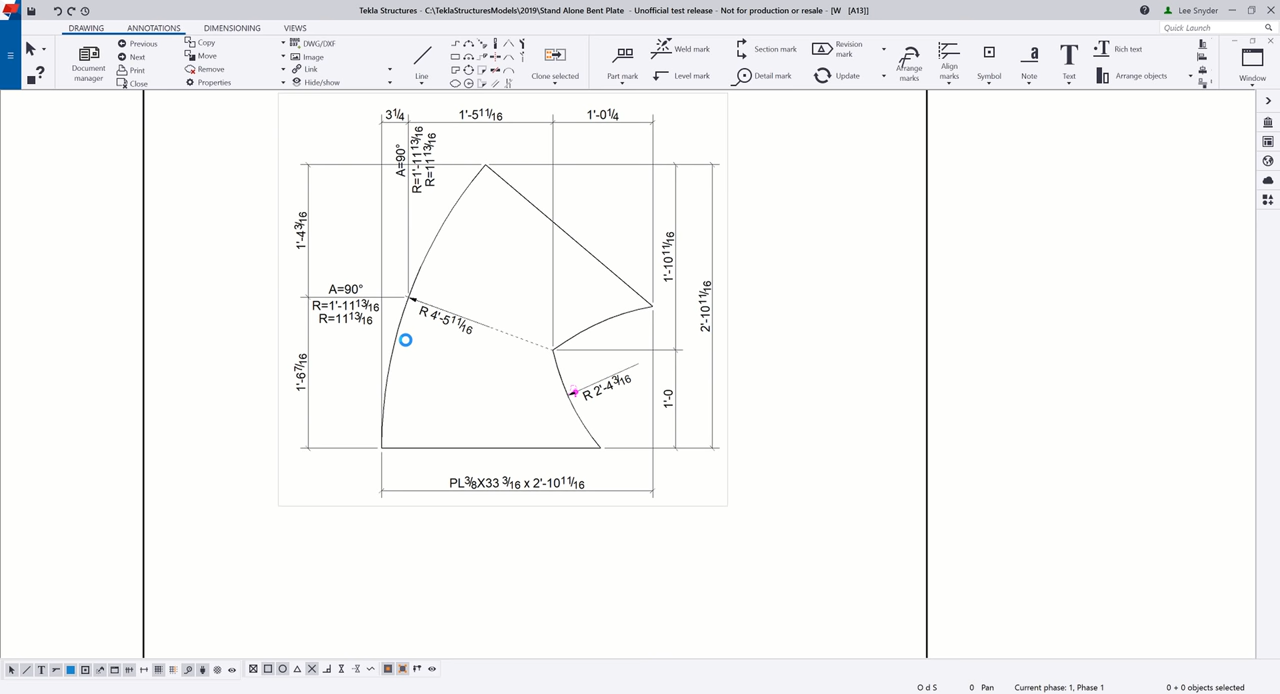 Tekla Structures - C:\TeklaStructuresModels\2019\Stand Alone Bent Plate - Unofficial test release - Not for production or resale - [W [A13]]
Lee Snyder
DRAWING ANNOTATIONS DIMENSIONING VIEWS
Quick Launch
Document manager
Previous
Next
Print
Close
Copy
Move
Remove
Properties
DWG/DXF
Image
Link
Hide/show
Line
Clone selected
Part mark
Weld mark
Level mark
Section mark
Detail mark
Revision mark
Update
Arrange marks
Align marks
Symbol
Note
Text
Rich text
Arrange objects
Window
3 1/4
1'-5 11/16
1'-0 1/4
A=90°
R=1'-11 13/16
R=11 13/16
1'-4 3/16
1'-10 11/16
2'-10 11/16
A=90°
R=1'-11 13/16
R=11 13/16
R 4'-5 11/16
1'-6 7/16
R 2'-4 3/16
1'-0
PL3/8X33 3/16 x 2'-10 11/16
O d S 0 Pan Current phase: 1, Phase 1 0 + 0 objects selected